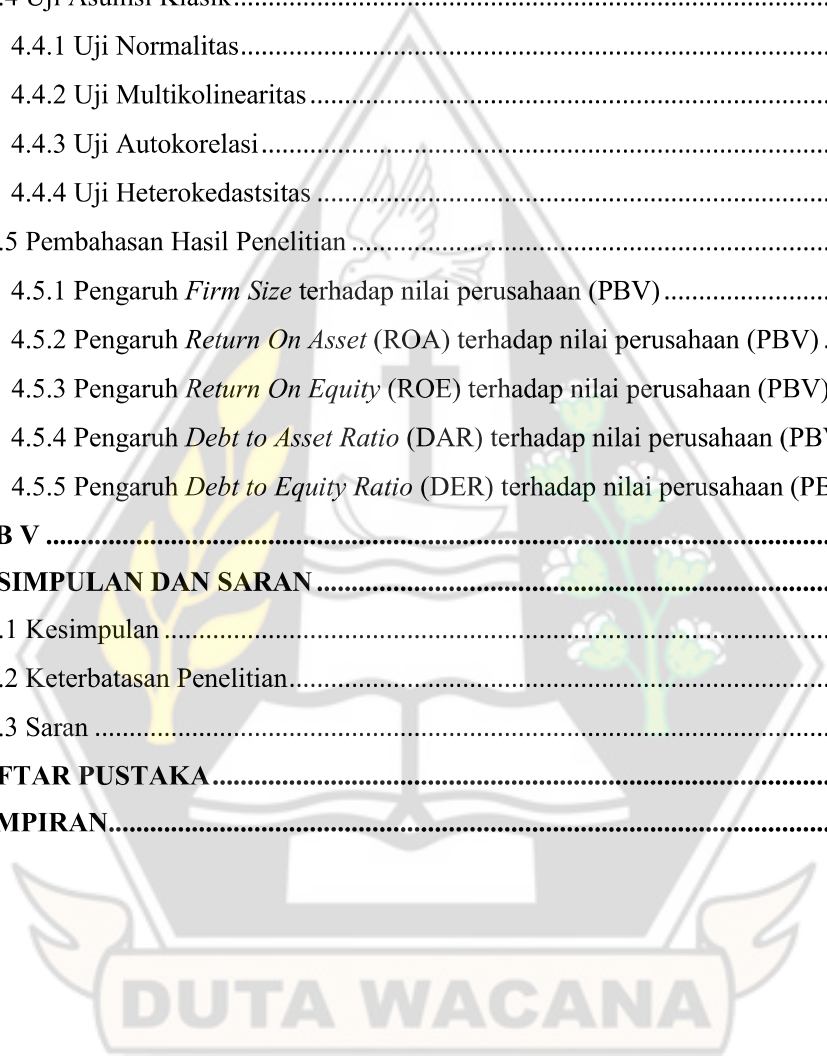 .4 Uji Asumsi Klasik........................................................................
4.4.1 Uji Normalitas........................................................................
4.4.2 Uji Multikolinearitas........................................................................
4.4.3 Uji Autokorelasi........................................................................
4.4.4 Uji Heterokedastsitas ........................................................................
.5 Pembahasan Hasil Penelitian ........................................................................
4.5.1 Pengaruh Firm Size terhadap nilai perusahaan (PBV)........................
4.5.2 Pengaruh Return On Asset (ROA) terhadap nilai perusahaan (PBV) .
4.5.3 Pengaruh Return On Equity (ROE) terhadap nilai perusahaan (PBV)
4.5.4 Pengaruh Debt to Asset Ratio (DAR) terhadap nilai perusahaan (PBV
4.5.5 Pengaruh Debt to Equity Ratio (DER) terhadap nilai perusahaan (PB
B V ........................................................................
SIMPULAN DAN SARAN ........................................................................
.1 Kesimpulan ........................................................................
.2 Keterbatasan Penelitian........................................................................
.3 Saran ........................................................................
FTAR PUSTAKA........................................................................
MPIRAN........................................................................
DUTA WACANA